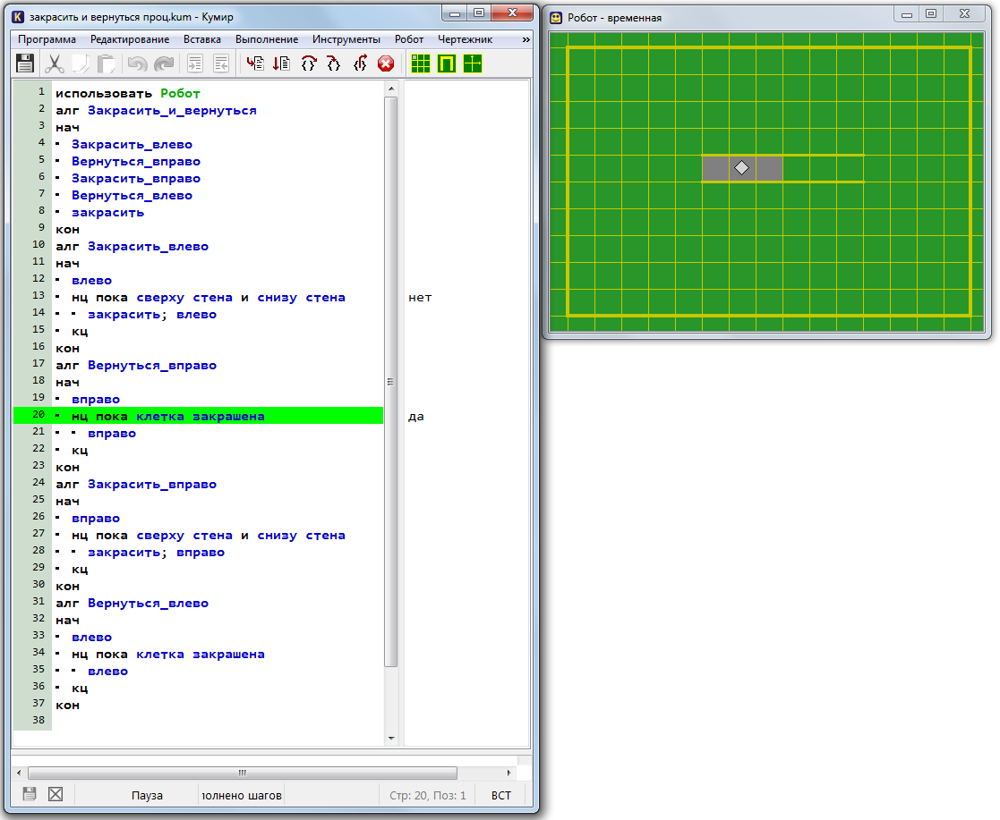 закрасить и вернуться проц.kum - Кумир
Программа Редактирование Вставка Выполнение Инструменты Робот Чертежник »
1 использовать Робот
2 алг Закрасить_и_вернуться
3 нач
4 Закрасить_влево
5 Вернуться_вправо
6 Закрасить_вправо
7 Вернуться_влево
8 закрасить
9 кон
10 алг Закрасить_влево
11 нач
12 влево
13 нц пока сверху стена и снизу стена нет
14 закрасить; влево
15 кц
16 кон
17 алг Вернуться_вправо
18 нач
19 вправо
20 нц пока клетка закрашена да
21 вправо
22 кц
23 кон
24 алг Закрасить_вправо
25 нач
26 вправо
27 нц пока сверху стена и снизу стена
28 закрасить; вправо
29 кц
30 кон
31 алг Вернуться_влево
32 нач
33 влево
34 нц пока клетка закрашена
35 влево
36 кц
37 кон
38
Пауза олнено шагов Стр: 20, Поз: 1 ВСТ
Робот - временная